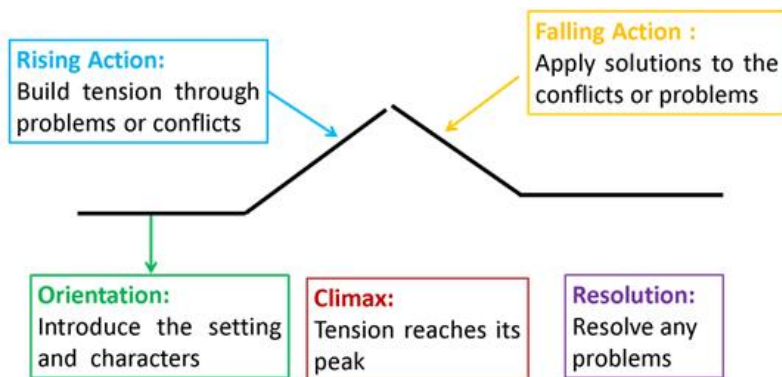 Rising Action:
Build tension through
problems or conflicts
Falling Action :
Apply solutions to the
conflicts or problems
Orientation:
Introduce the setting
and characters
Climax:
Tension reaches its
peak
Resolution:
Resolve any
problems